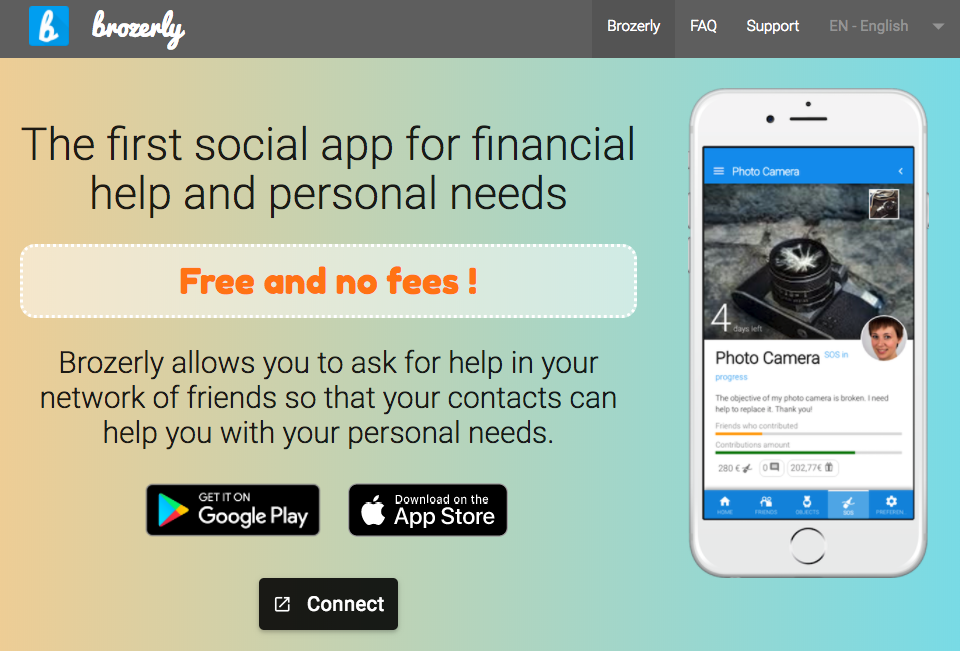 b brozerly
Brozerly FAQ Support EN - English
The first social app for financial
help and personal needs
Free and no fees !
Brozerly allows you to ask for help in your
network of friends so that your contacts can
help you with your personal needs.
GET IT ON
Google Play
Download on the
App Store
Connect
Photo Camera
4 days left
Photo Camera SOS in
progress
The objective of my photo camera is broken. I need
help to replace it. Thank you!
Friends who contributed
Contributions amount
280 € 0 202,77€
HOME FRIENDS OBJECTS SOS PREFEREN...